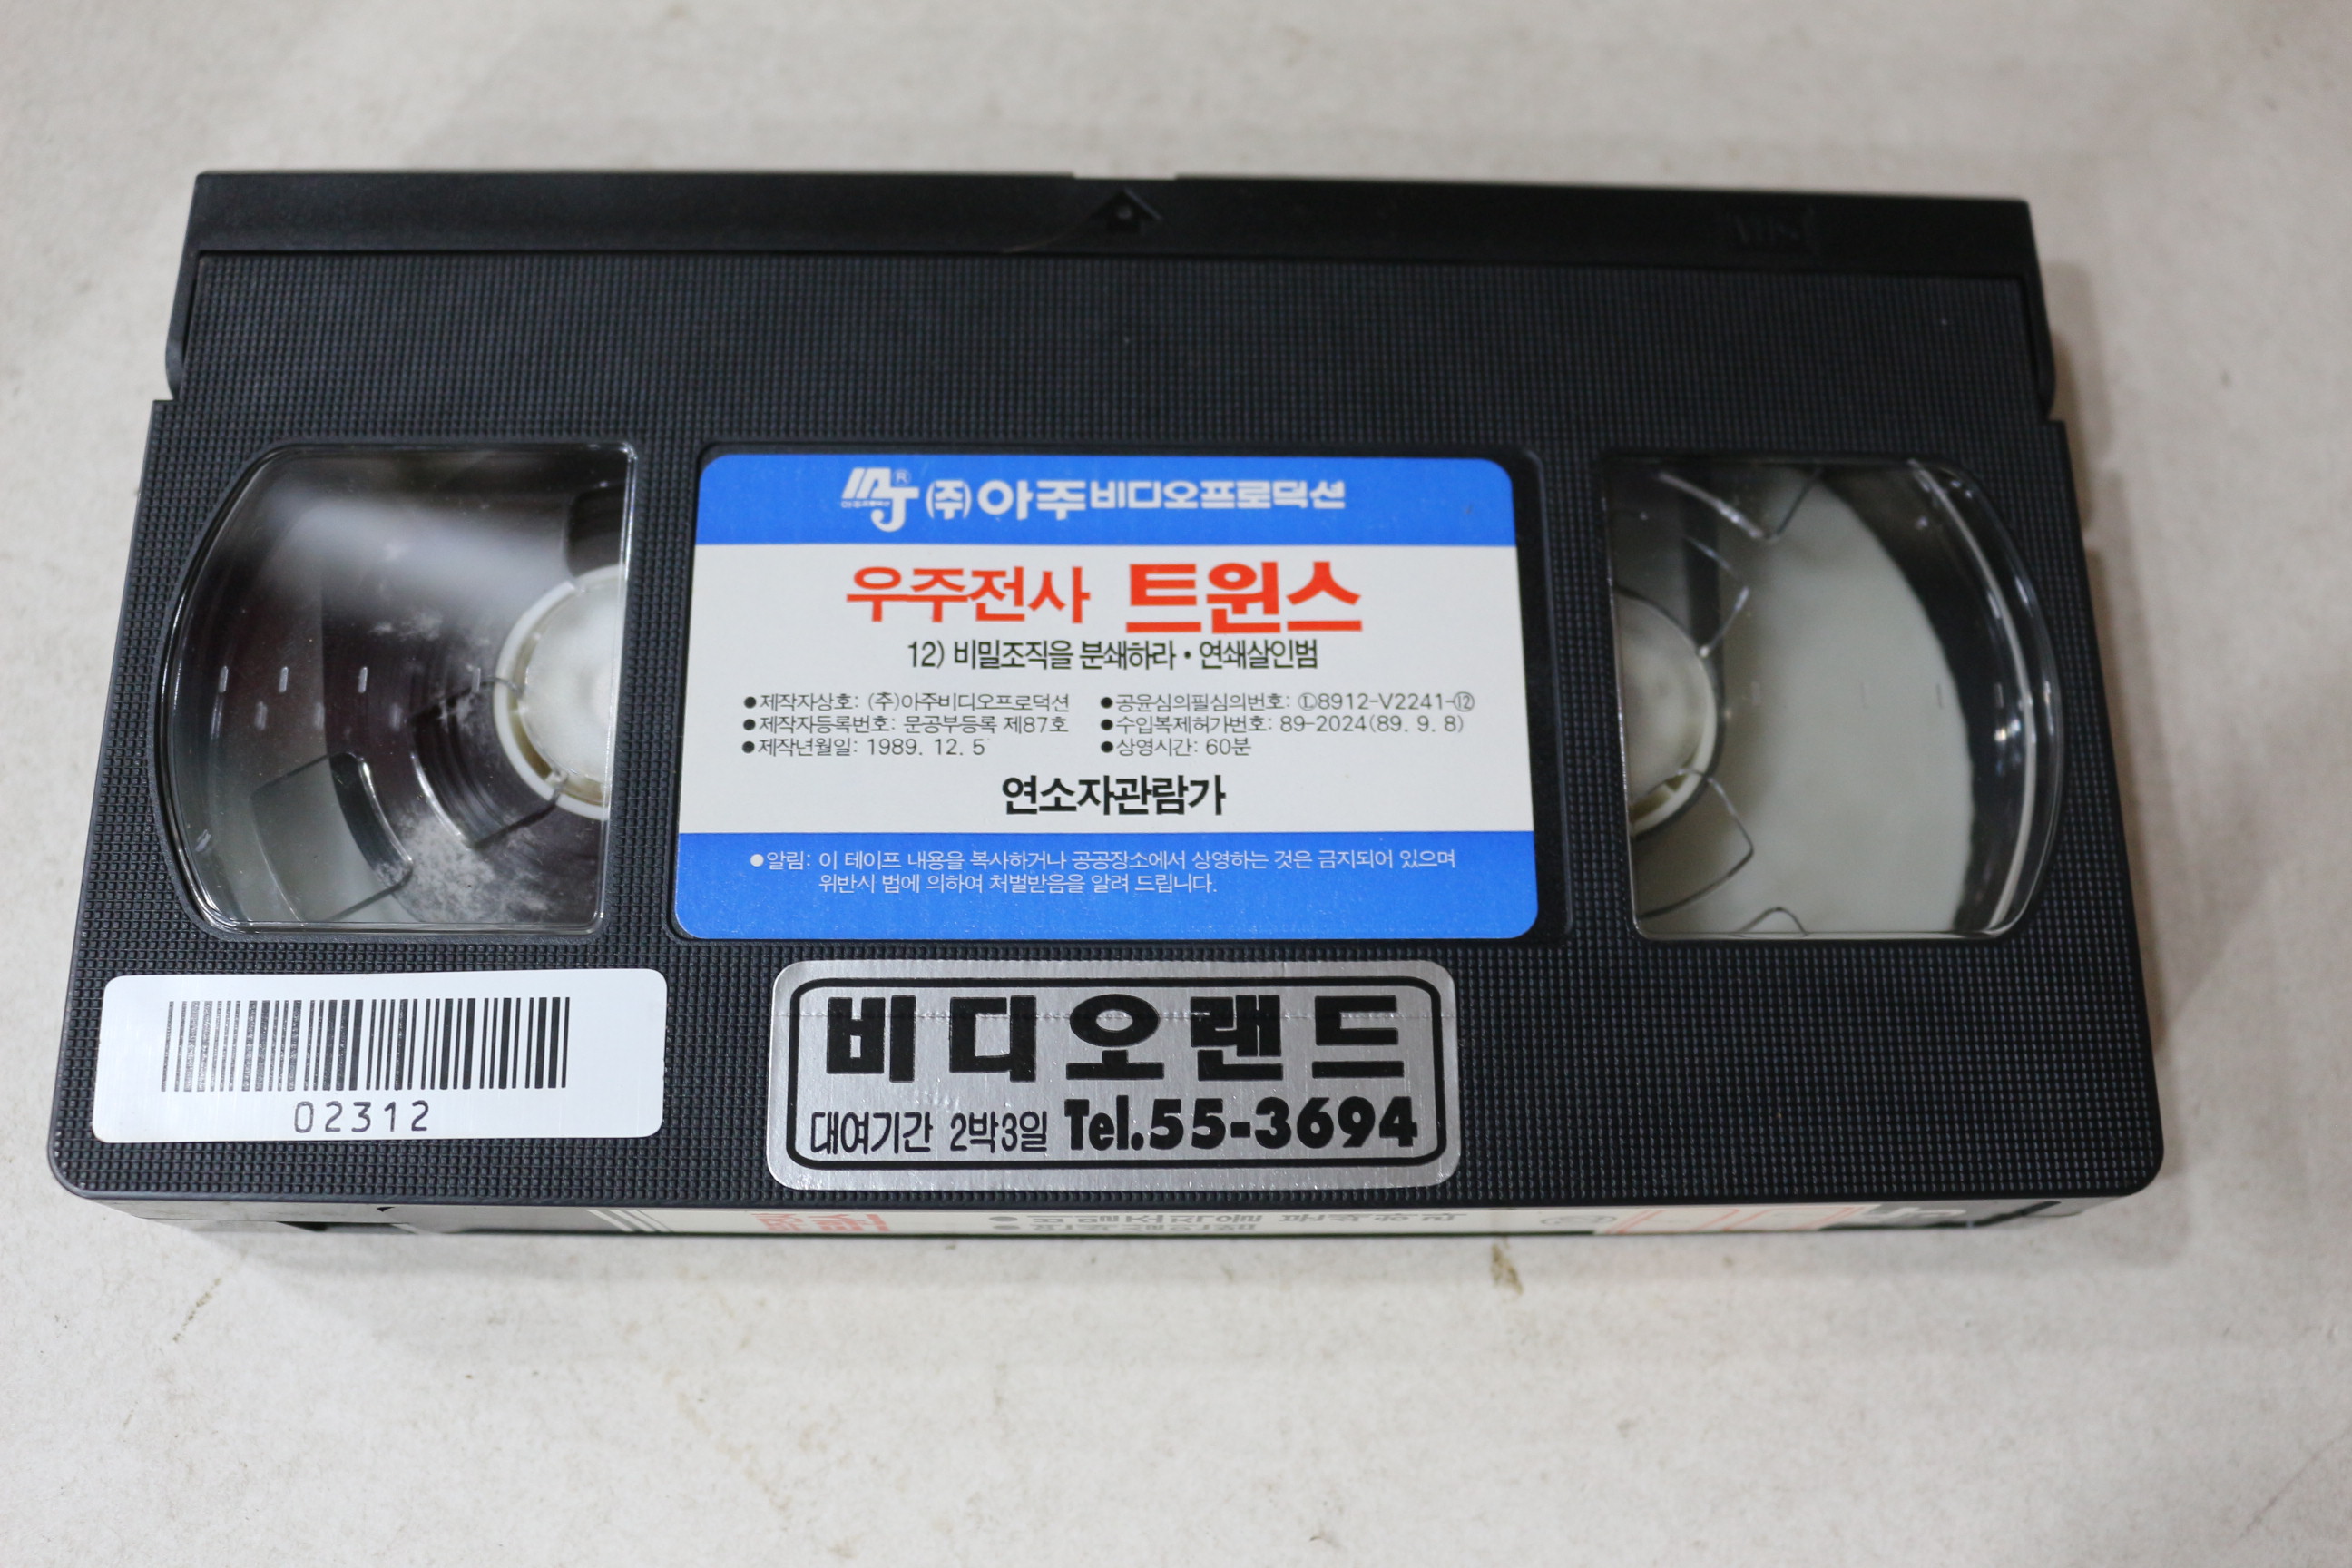 AJ® (주)아주비디오프로덕션
우주전사 트윈스
12) 비밀조직을 분쇄하라·연쇄살인범
●제작자상호: (주)아주비디오프로덕션
●제작자등록번호: 문공부등록 제87호
●제작년월일: 1989. 12. 5
●공윤심의필심의번호: Ⓛ8912-V2241-⑫
●수입복제허가번호: 89-2024(89. 9. 8)
●상영시간: 60분
연소자관람가
●알림: 이 테이프 내용을 복사하거나 공공장소에서 상영하는 것은 금지되어 있으며
위반시 법에 의하여 처벌받음을 알려 드립니다.
02312
비디오랜드
대여기간 2박3일 Tel.55-3694